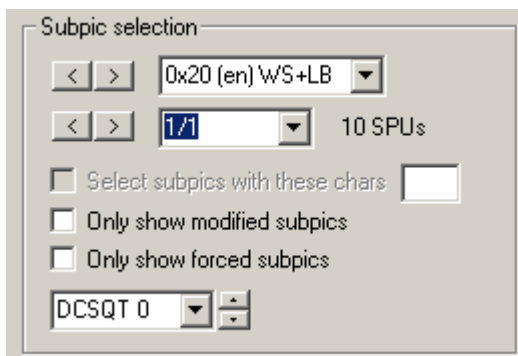 Subpic selection
< > 0x20 (en) WS+LB
< > 1/1 10 SPUs
Select subpics with these chars
Only show modified subpics
Only show forced subpics
DCSQT 0